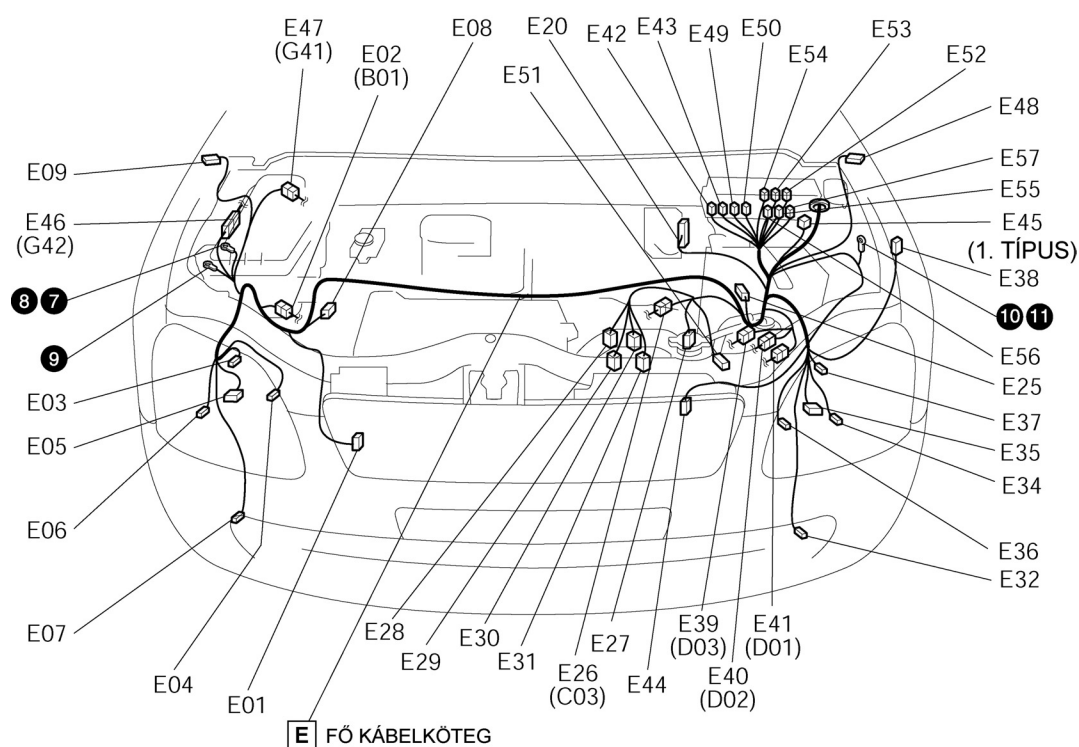 E47
(G41)
E02
(B01)
E08
E20
E42
E43
E49
E50
E51
E54
E53
E52
E48
E09
E57
E55
E46
(G42)
E45
(1. TÍPUS)
E38
8 7
10 11
9
E56
E03
E25
E05
E37
E35
E06
E34
E36
E32
E07
E04
E01
E28
E29
E30
E31
E26
(C03)
E27
E44
E39
(D03)
E40
(D02)
E41
(D01)
E FŐ KÁBELKÖTEG